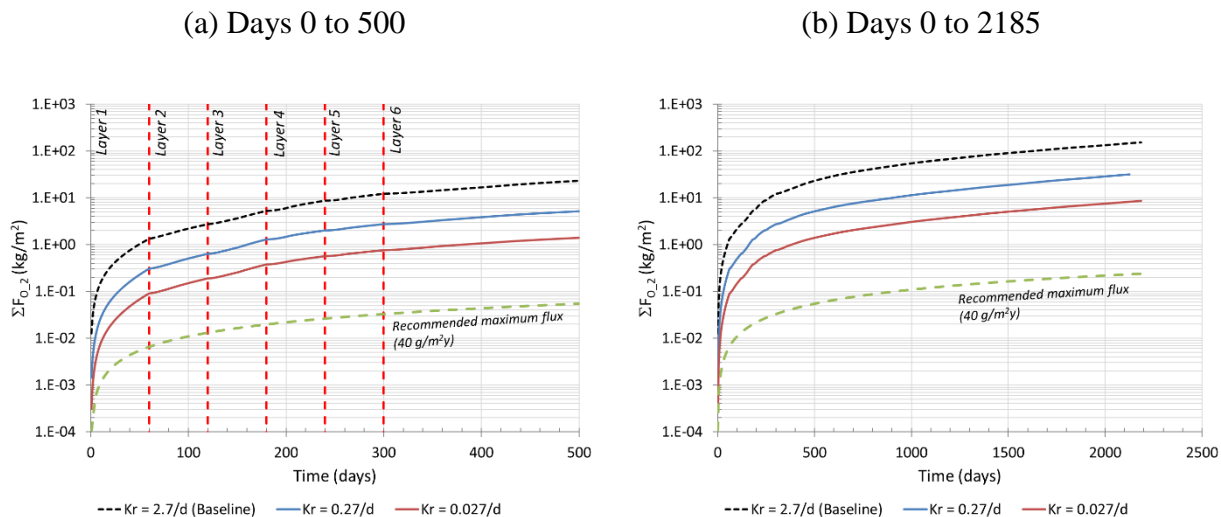 (a) Days 0 to 500
1.E+03
1.E+02
1.E+01
1.E+00
1.E-01
1.E-02
1.E-03
1.E-04
ΣF_{O_2} (kg/m²)
Layer 1
Layer 2
Layer 3
Layer 4
Layer 5
Layer 6
Recommended maximum flux
(40 g/m²y)
0 100 200 300 400 500
Time (days)
Kr = 2.7/d (Baseline) Kr = 0.27/d Kr = 0.027/d
(b) Days 0 to 2185
1.E+03
1.E+02
1.E+01
1.E+00
1.E-01
1.E-02
1.E-03
1.E-04
ΣF_{O_2} (kg/m²)
Recommended maximum flux
(40 g/m²y)
0 500 1000 1500 2000 2500
Time (days)
Kr = 2.7/d (Baseline) Kr = 0.27/d Kr = 0.027/d